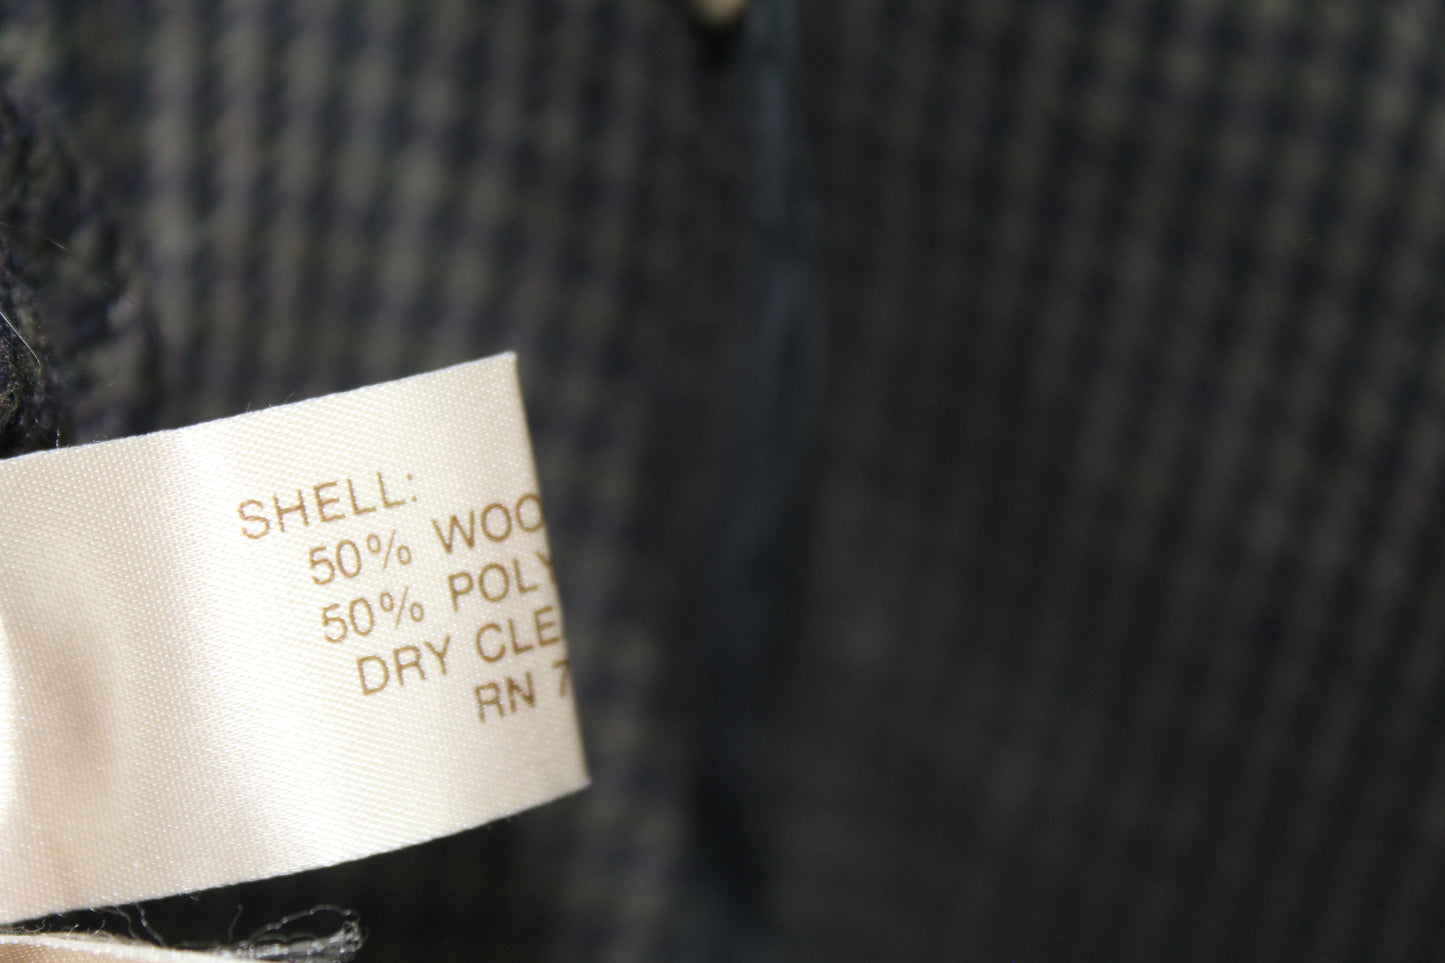 SHELL:
50% WOO
50% POLY
DRY CLE
RN 7